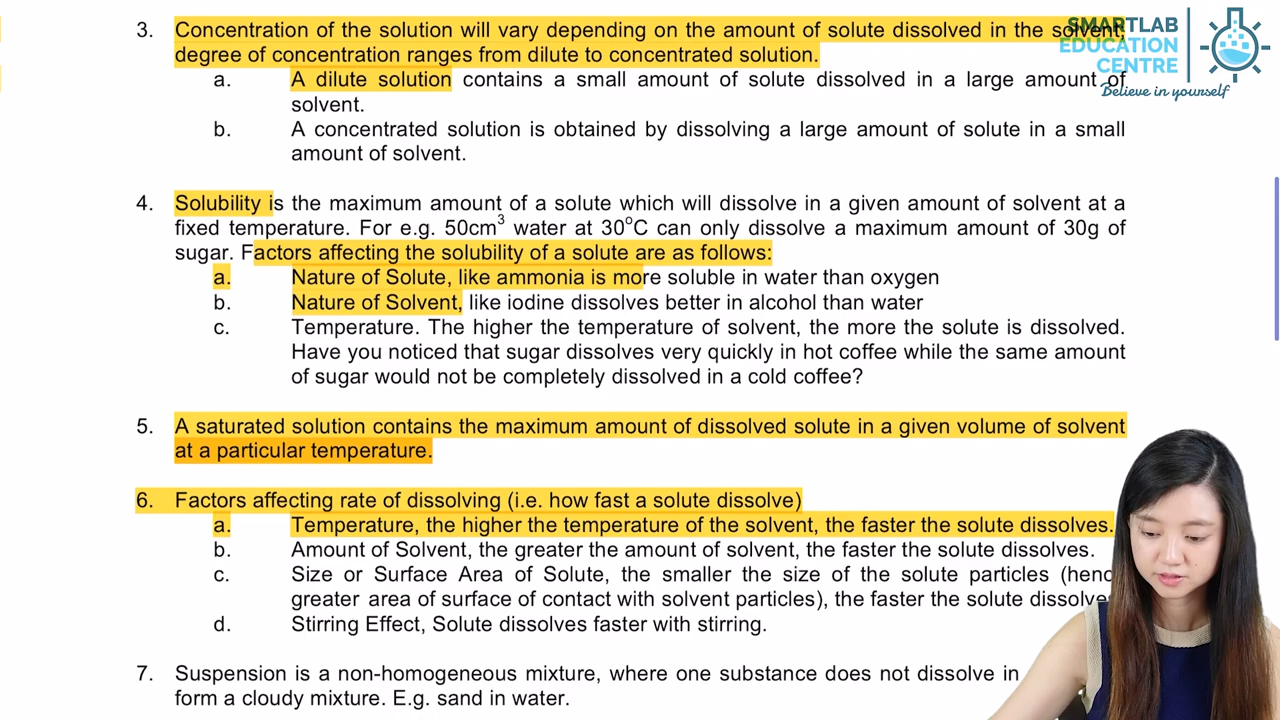 3. Concentration of the solution will vary depending on the amount of solute dissolved in the solvent;
degree of concentration ranges from dilute to concentrated solution.
a. A dilute solution contains a small amount of solute dissolved in a large amount of
solvent.
b. A concentrated solution is obtained by dissolving a large amount of solute in a small
amount of solvent.
4. Solubility is the maximum amount of a solute which will dissolve in a given amount of solvent at a
fixed temperature. For e.g. 50cm³ water at 30⁰C can only dissolve a maximum amount of 30g of
sugar. Factors affecting the solubility of a solute are as follows:
a. Nature of Solute, like ammonia is more soluble in water than oxygen
b. Nature of Solvent, like iodine dissolves better in alcohol than water
c. Temperature. The higher the temperature of solvent, the more the solute is dissolved.
Have you noticed that sugar dissolves very quickly in hot coffee while the same amount
of sugar would not be completely dissolved in a cold coffee?
5. A saturated solution contains the maximum amount of dissolved solute in a given volume of solvent
at a particular temperature.
6. Factors affecting rate of dissolving (i.e. how fast a solute dissolve)
a. Temperature, the higher the temperature of the solvent, the faster the solute dissolves.
b. Amount of Solvent, the greater the amount of solvent, the faster the solute dissolves.
c. Size or Surface Area of Solute, the smaller the size of the solute particles
greater area of surface of contact with solvent particles), the faster the solute
d. Stirring Effect, Solute dissolves faster with stirring.
7. Suspension is a non-homogeneous mixture, where one substance does not dissolve in
form a cloudy mixture. E.g. sand in water.
SMARTLAB
EDUCATION
CENTRE
Believe in yourself